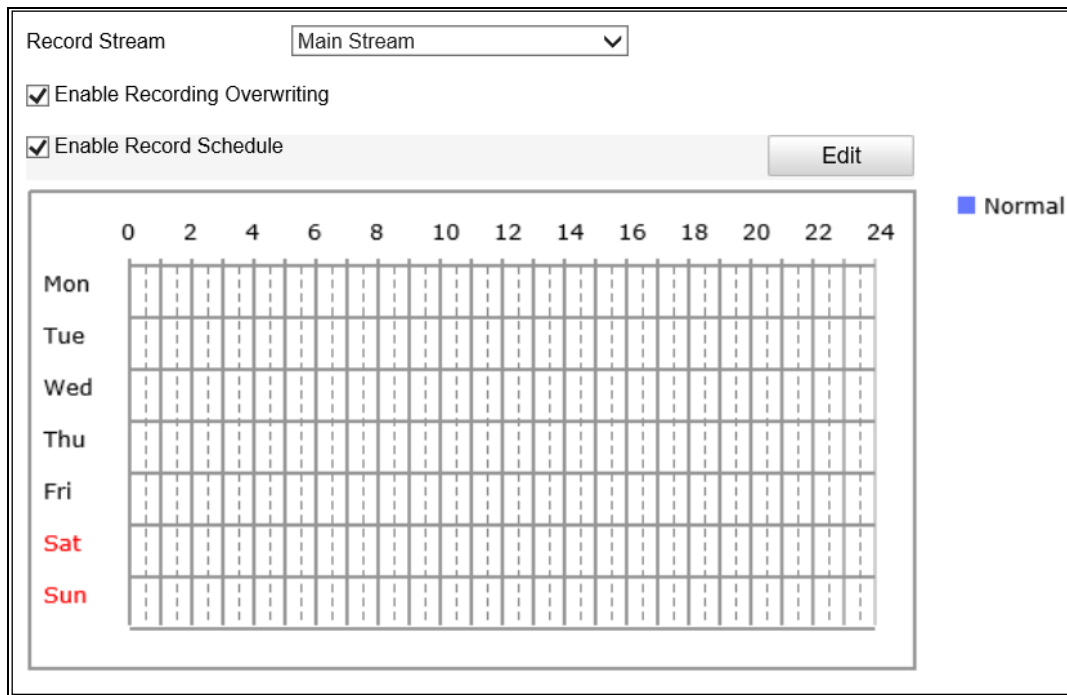 Record Stream Main Stream
Enable Recording Overwriting
Enable Record Schedule Edit
Normal
0 2 4 6 8 10 12 14 16 18 20 22 24
Mon
Tue
Wed
Thu
Fri
Sat
Sun